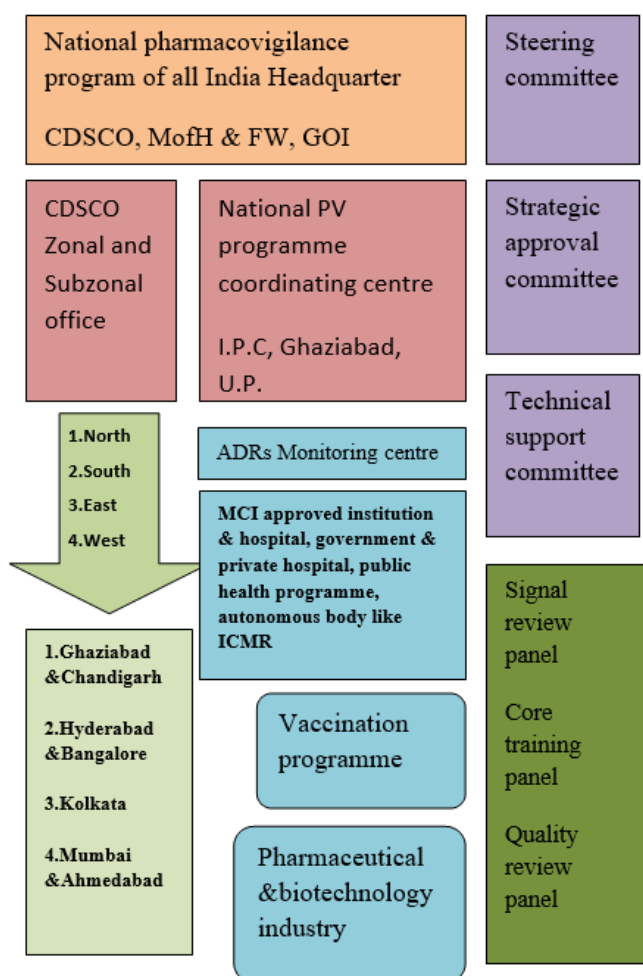 National pharmacovigilance
program of all India Headquarter
CDSCO, MofH & FW, GOI
Steering
committee
CDSCO
Zonal and
Subzonal
office
National PV
programme
coordinating centre
I.P.C, Ghaziabad,
U.P.
Strategic
approval
committee
1.North
2.South
3.East
4.West
ADRs Monitoring centre
Technical
support
committee
MCI approved institution
& hospital, government &
private hospital, public
health programme,
autonomous body like
ICMR
1.Ghaziabad
&Chandigarh
2.Hyderabad
&Bangalore
3.Kolkata
4.Mumbai
&Ahmedabad
Vaccination
programme
Pharmaceutical
&biotechnology
industry
Signal
review
panel
Core
training
panel
Quality
review
panel